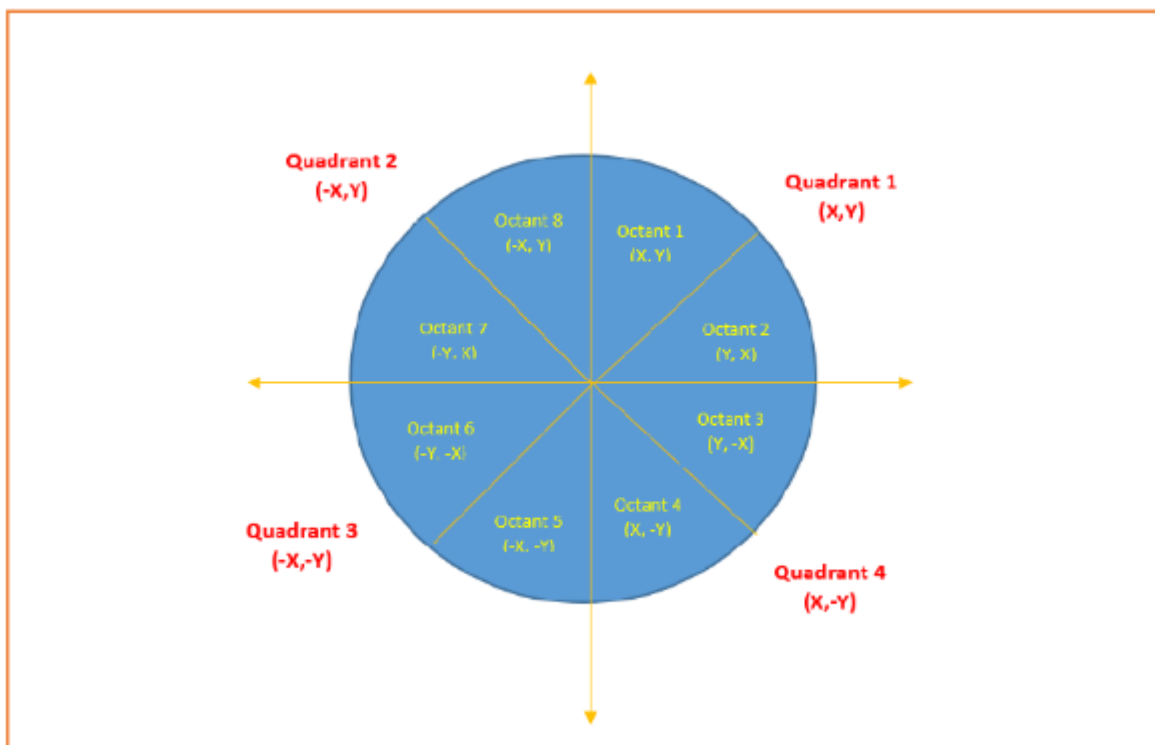 Quadrant 2
(-X,Y)
Quadrant 1
(X,Y)
Octant 8
(-X, Y)
Octant 1
(X, Y)
Octant 7
(-Y, X)
Octant 2
(Y, X)
Octant 6
(-Y, -X)
Octant 3
(Y, -X)
Octant 5
(-X, -Y)
Octant 4
(X, -Y)
Quadrant 3
(-X,-Y)
Quadrant 4
(X,-Y)